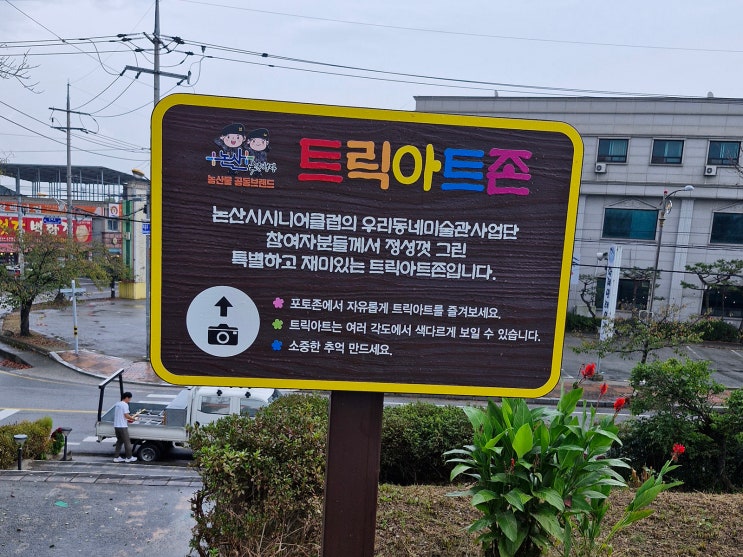 논산
농산물 공동브랜드
트릭아트존
논산시시니어클럽의 우리동네미술관사업단
참여자분들께서 정성껏 그린
특별하고 재미있는 트릭아트존입니다.
포토존에서 자유롭게 트릭아트를 즐겨보세요.
트릭아트는 여러 각도에서 색다르게 보일 수 있습니다.
소중한 추억 만드세요.